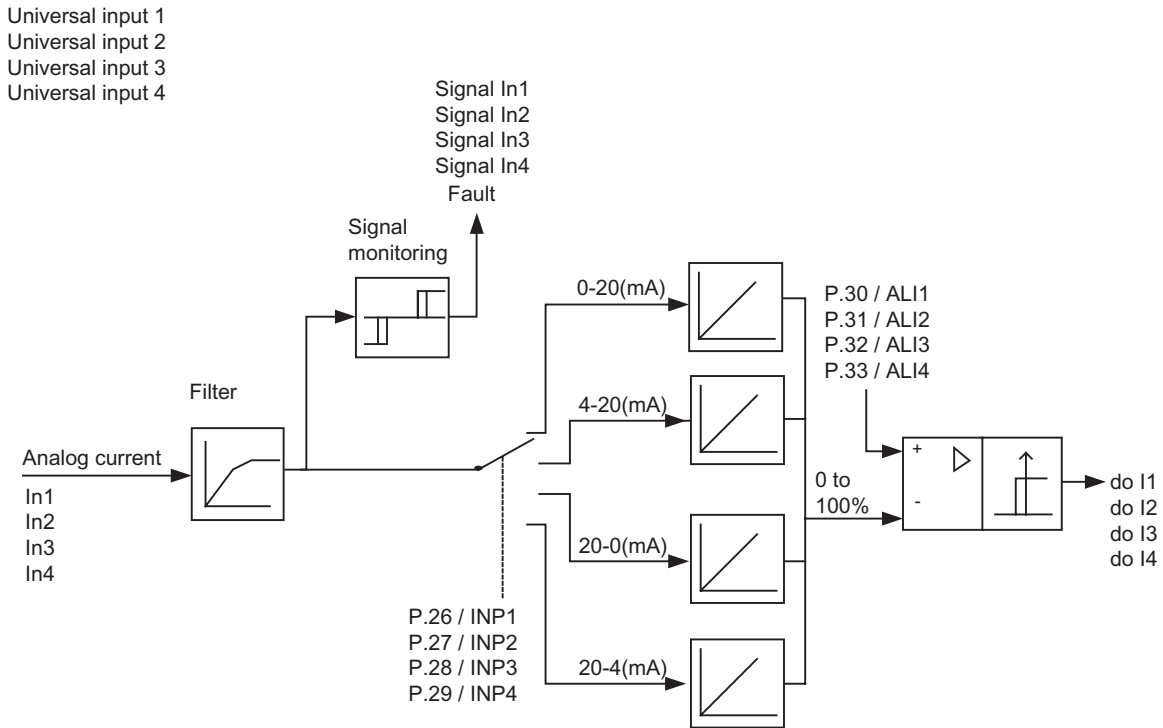 Universal input 1
Universal input 2
Universal input 3
Universal input 4
Signal In1
Signal In2
Signal In3
Signal In4
Fault
Signal
monitoring
0-20(mA)
P.30 / ALI1
P.31 / ALI2
P.32 / ALI3
P.33 / ALI4
Filter
4-20(mA)
Analog current
In1
In2
In3
In4
+
-
0 to
100%
do I1
do I2
do I3
do I4
20-0(mA)
P.26 / INP1
P.27 / INP2
P.28 / INP3
P.29 / INP4
20-4(mA)